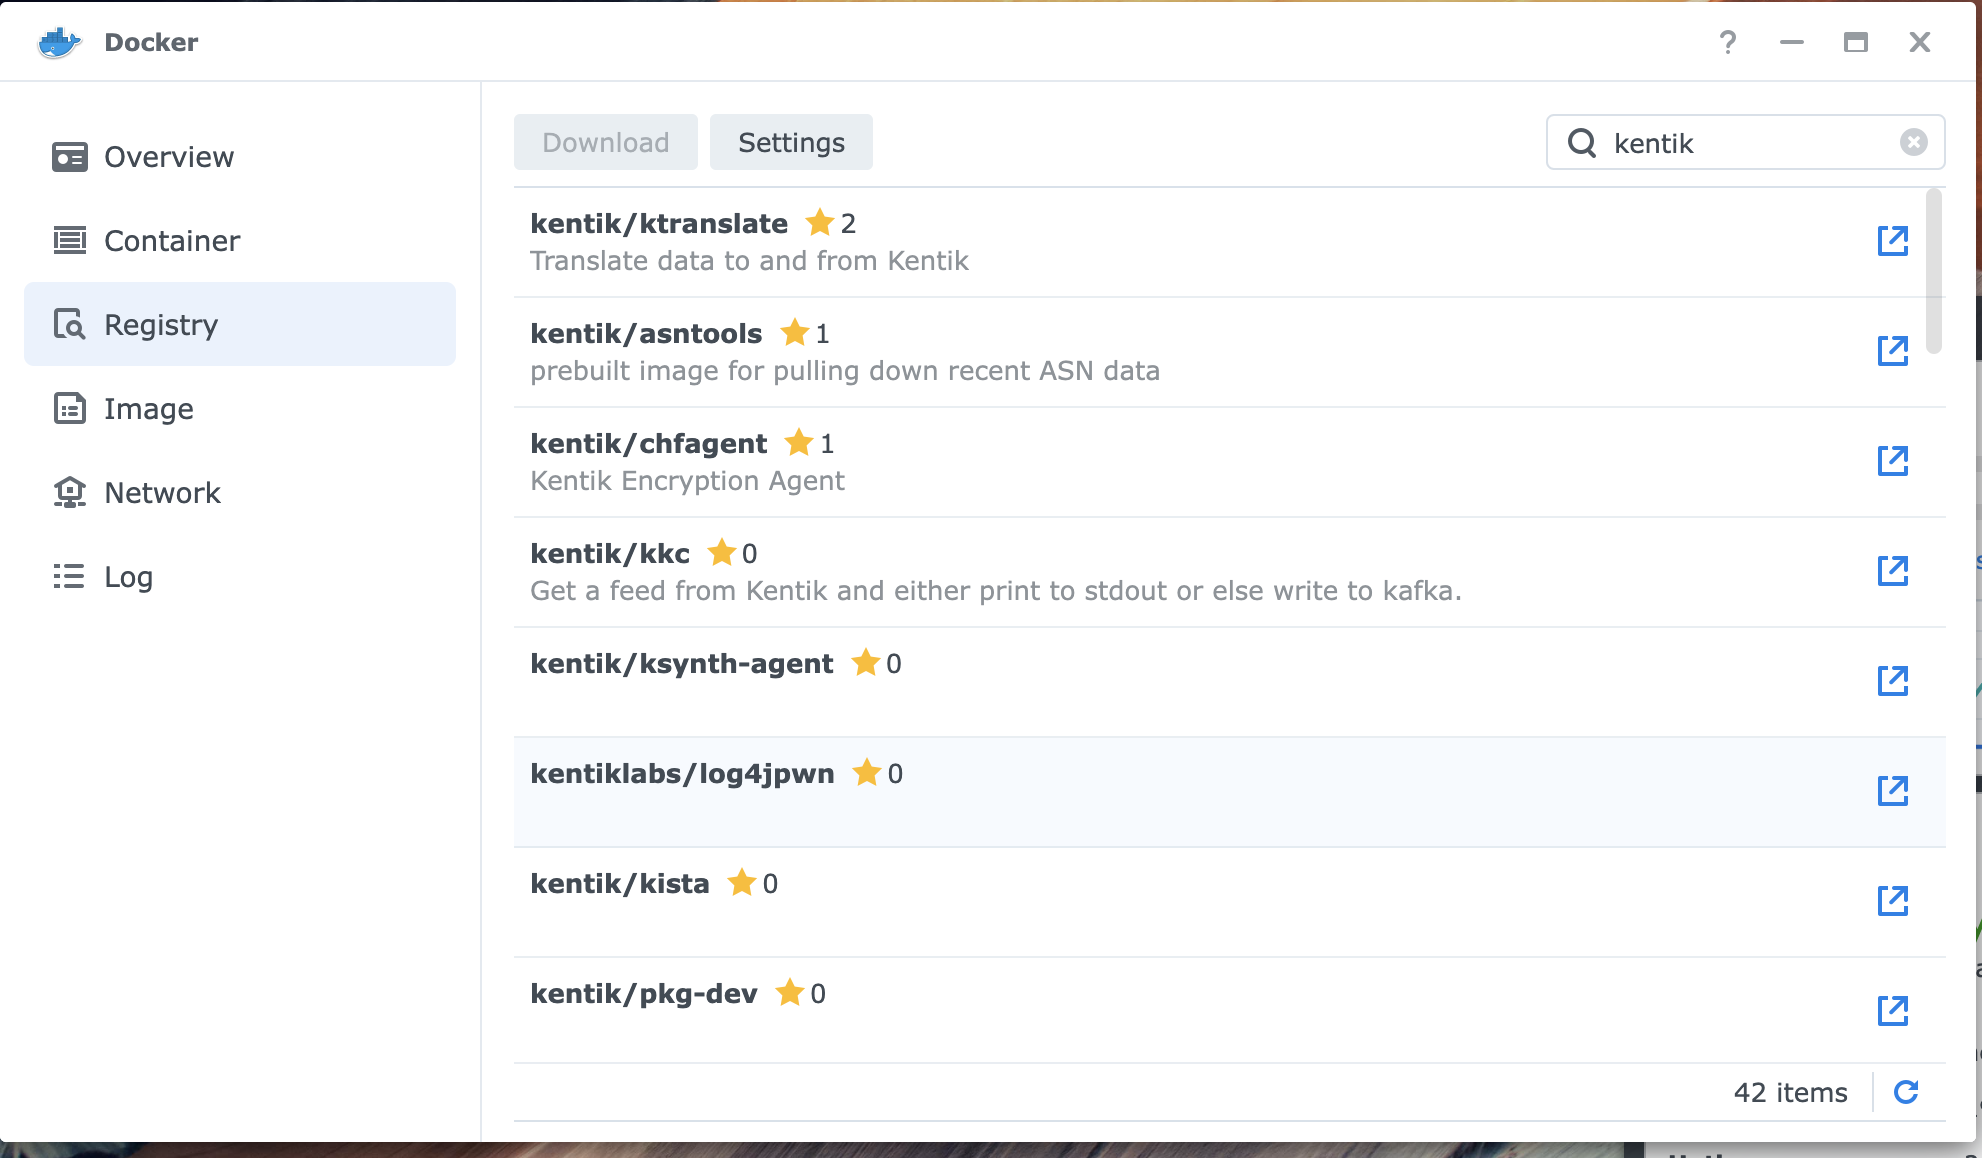 Docker
?
Overview
Container
Registry
Image
Network
Log
Download
Settings
kentik
kentik/ktranslate 2
Translate data to and from Kentik
kentik/asntools 1
prebuilt image for pulling down recent ASN data
kentik/chfagent 1
Kentik Encryption Agent
kentik/kkc 0
Get a feed from Kentik and either print to stdout or else write to kafka.
kentik/ksynth-agent 0
kentiklabs/log4jpwn 0
kentik/kista 0
kentik/pkg-dev 0
42 items